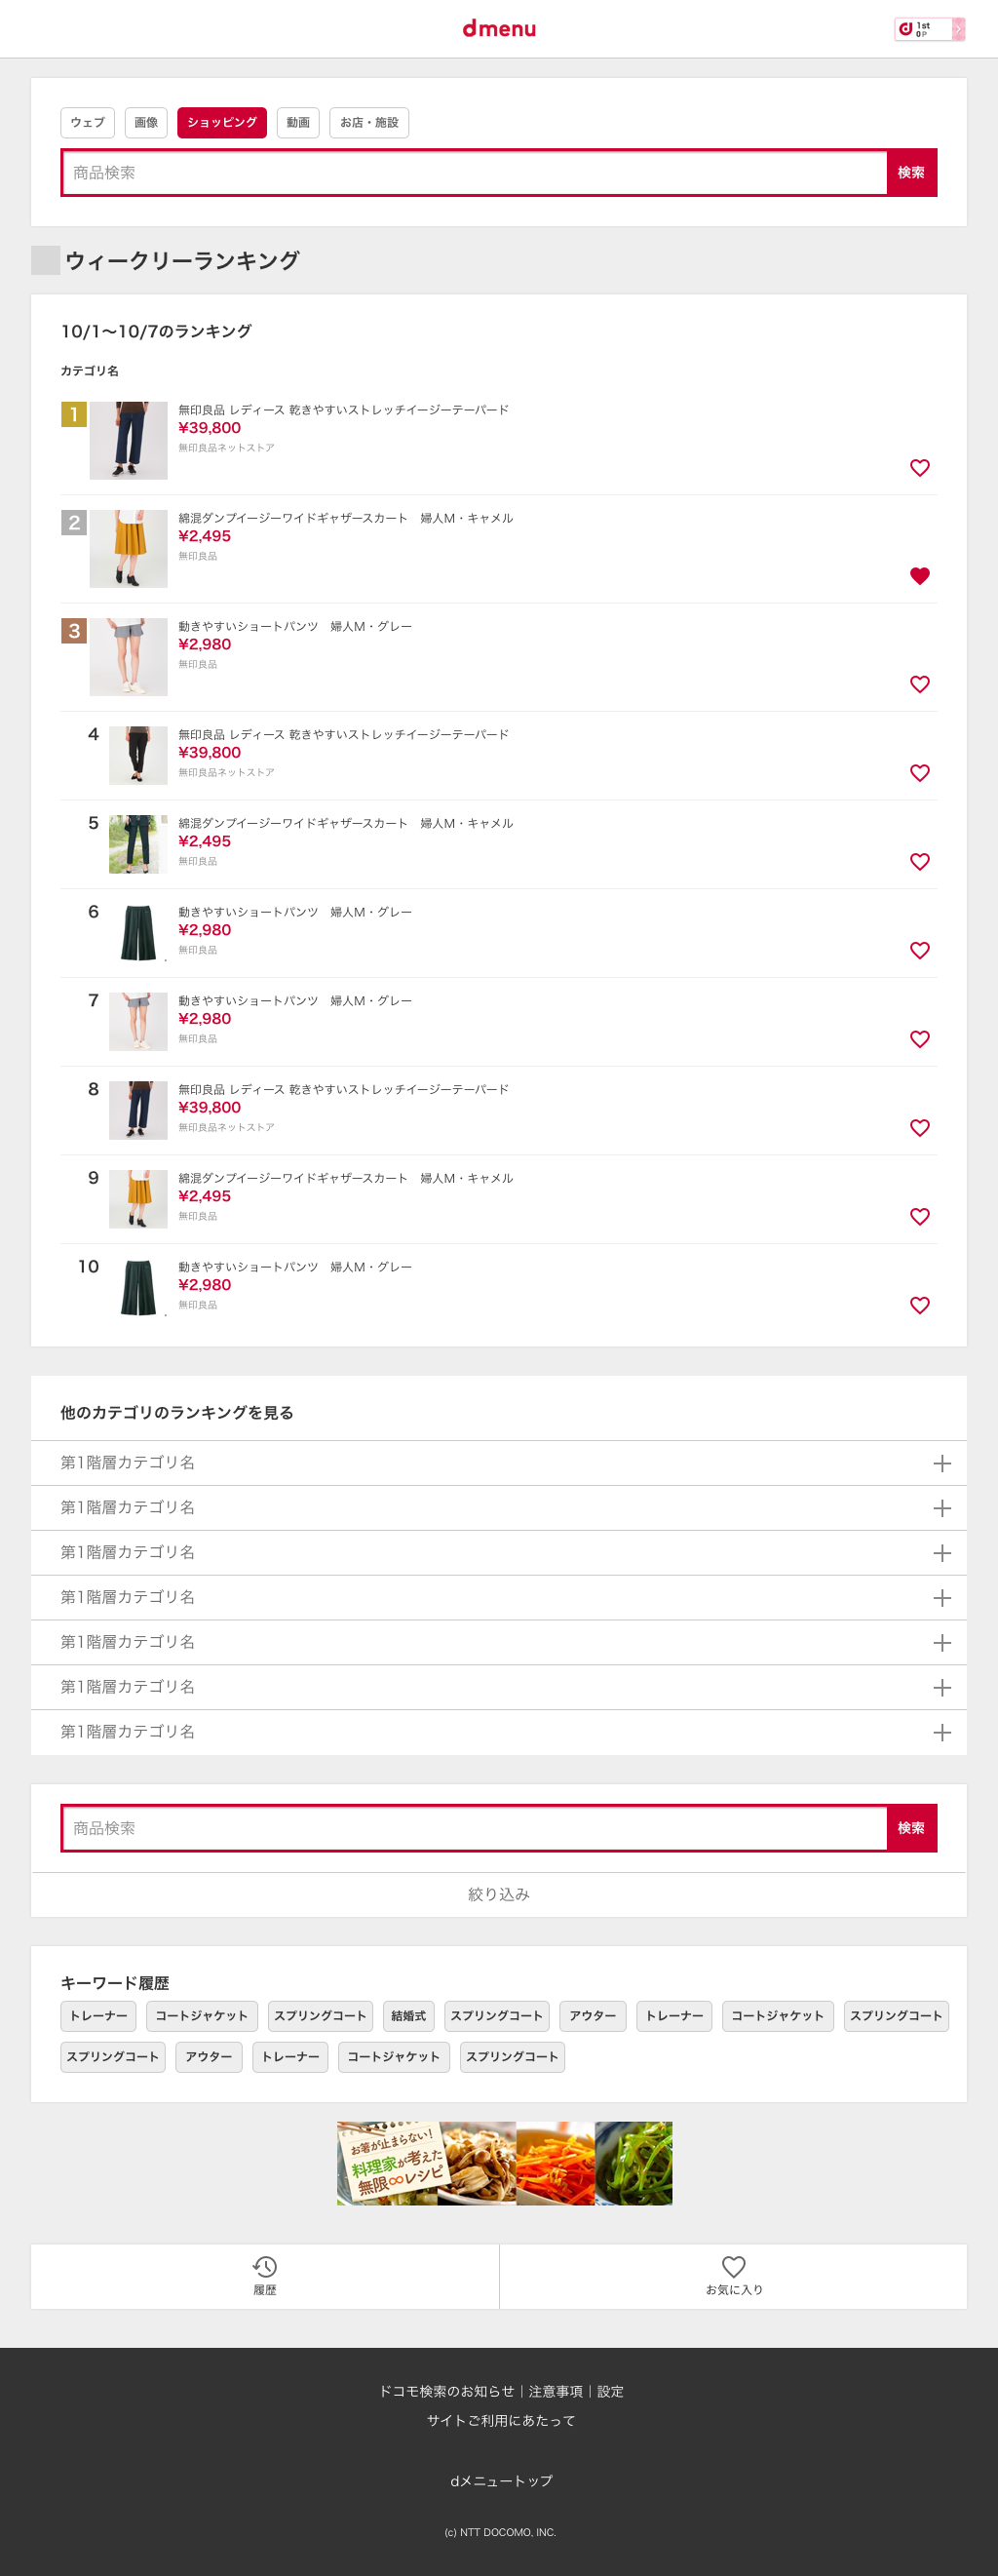 dmenu
1st
0P
ウェブ
画像
ショッピング
動画
お店・施設
商品検索
検索
ウィークリーランキング
10/1〜10/7のランキング
カテゴリ名
1
無印良品 レディース 乾きやすいストレッチイージーテーパード
¥39,800
無印良品ネットストア
2
綿混ダンプイージーワイドギャザースカート　婦人M・キャメル
¥2,495
無印良品
3
動きやすいショートパンツ　婦人M・グレー
¥2,980
無印良品
4
無印良品 レディース 乾きやすいストレッチイージーテーパード
¥39,800
無印良品ネットストア
5
綿混ダンプイージーワイドギャザースカート　婦人M・キャメル
¥2,495
無印良品
6
動きやすいショートパンツ　婦人M・グレー
¥2,980
無印良品
7
動きやすいショートパンツ　婦人M・グレー
¥2,980
無印良品
8
無印良品 レディース 乾きやすいストレッチイージーテーパード
¥39,800
無印良品ネットストア
9
綿混ダンプイージーワイドギャザースカート　婦人M・キャメル
¥2,495
無印良品
10
動きやすいショートパンツ　婦人M・グレー
¥2,980
無印良品
他のカテゴリのランキングを見る
第1階層カテゴリ名
第1階層カテゴリ名
第1階層カテゴリ名
第1階層カテゴリ名
第1階層カテゴリ名
第1階層カテゴリ名
第1階層カテゴリ名
商品検索
検索
絞り込み
キーワード履歴
トレーナー
コートジャケット
スプリングコート
結婚式
スプリングコート
アウター
トレーナー
コートジャケット
スプリングコート
スプリングコート
アウター
トレーナー
コートジャケット
スプリングコート
お箸が止まらない!
料理家が考えた
無限∞レシピ
履歴
お気に入り
ドコモ検索のお知らせ｜注意事項｜設定
サイトご利用にあたって
dメニュートップ
(c) NTT DOCOMO, INC.